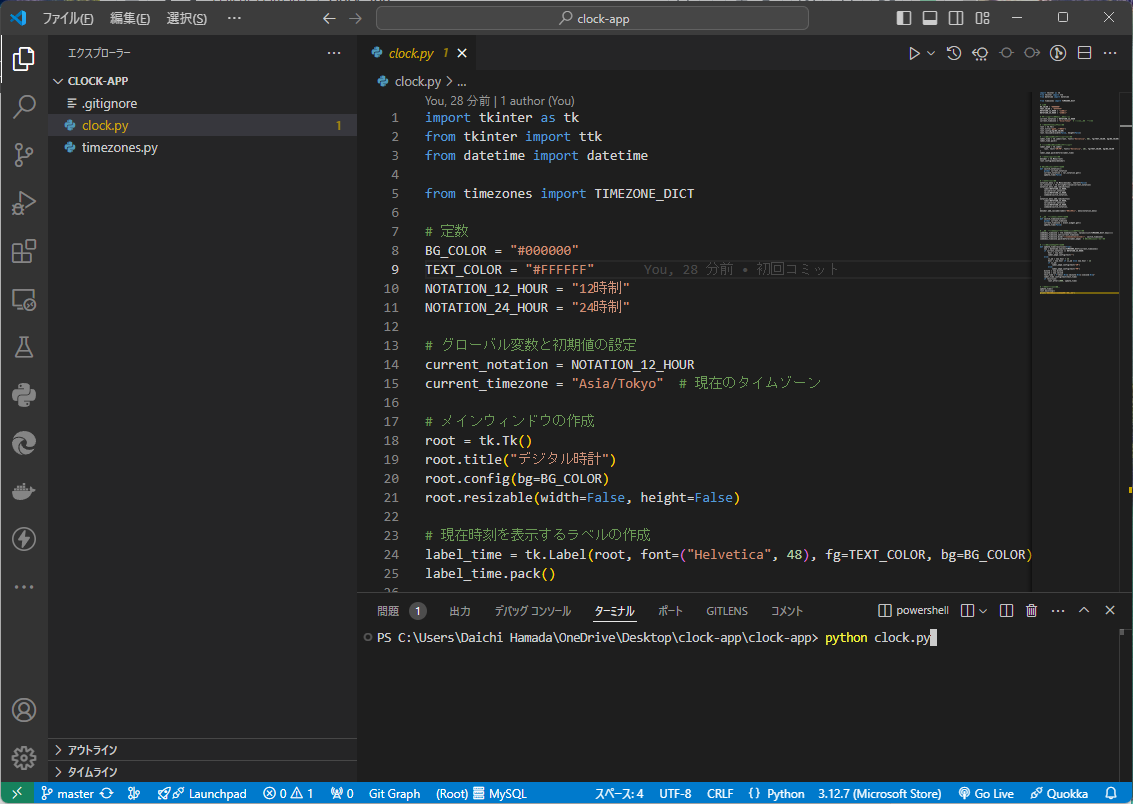 ファイル(F) 編集(E) 選択(S) … clock-app
エクスプローラー …
CLOCK-APP
.gitignore
clock.py 1
timezones.py
アウトライン
タイムライン
clock.py 1
clock.py > ...
You, 28 分前 | 1 author (You)
1 import tkinter as tk
2 from tkinter import ttk
3 from datetime import datetime
4
5 from timezones import TIMEZONE_DICT
6
7 # 定数
8 BG_COLOR = "#000000"
9 TEXT_COLOR = "#FFFFFF" You, 28 分前 • 初回コミット
10 NOTATION_12_HOUR = "12時制"
11 NOTATION_24_HOUR = "24時制"
12
13 # グローバル変数と初期値の設定
14 current_notation = NOTATION_12_HOUR
15 current_timezone = "Asia/Tokyo" # 現在のタイムゾーン
16
17 # メインウィンドウの作成
18 root = tk.Tk()
19 root.title("デジタル時計")
20 root.config(bg=BG_COLOR)
21 root.resizable(width=False, height=False)
22
23 # 現在時刻を表示するラベルの作成
24 label_time = tk.Label(root, font=("Helvetica", 48), fg=TEXT_COLOR, bg=BG_COLOR)
25 label_time.pack()
26
問題 1 出力 デバッグ コンソール ターミナル ポート GITLENS コメント powershell
PS C:\Users\Daichi Hamada\OneDrive\Desktop\clock-app\clock-app> python clock.py
master Launchpad 0 1 0 Git Graph (Root) MySQL スペース: 4 UTF-8 CRLF {} Python 3.12.7 (Microsoft Store) Go Live Quokka